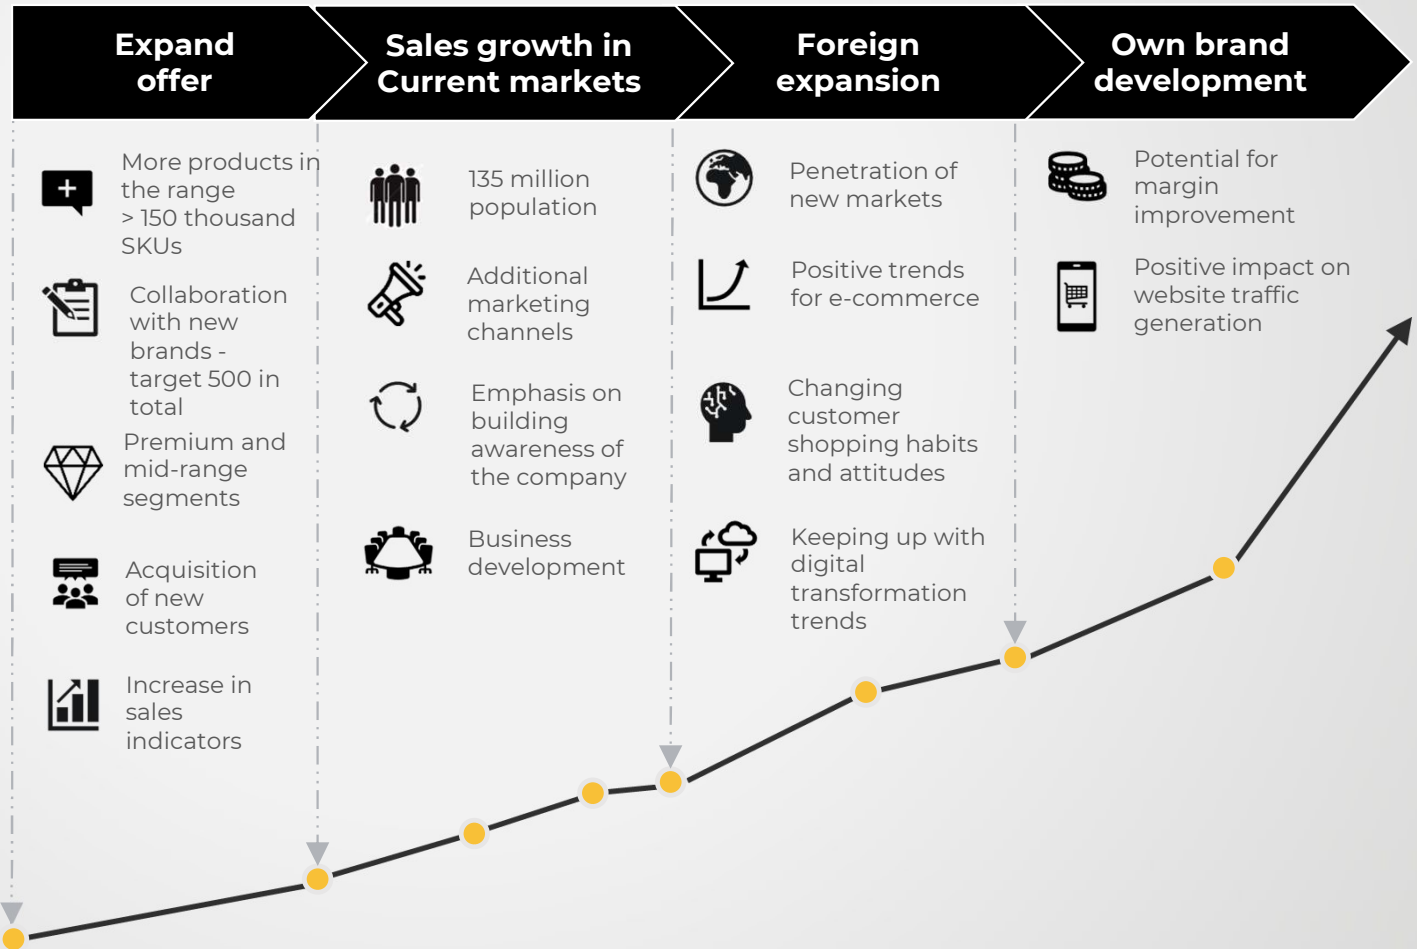 Expand
offer
Sales growth in
Current markets
Foreign
expansion
Own brand
development
More products in
the range
> 150 thousand
SKUs
Collaboration
with new
brands -
target 500 in
total
Premium and
mid-range
segments
Acquisition
of new
customers
Increase in
sales
indicators
135 million
population
Additional
marketing
channels
Emphasis on
building
awareness of
the company
Business
development
Penetration of
new markets
Positive trends
for e-commerce
Changing
customer
shopping habits
and attitudes
Keeping up with
digital
transformation
trends
Potential for
margin
improvement
Positive impact on
website traffic
generation